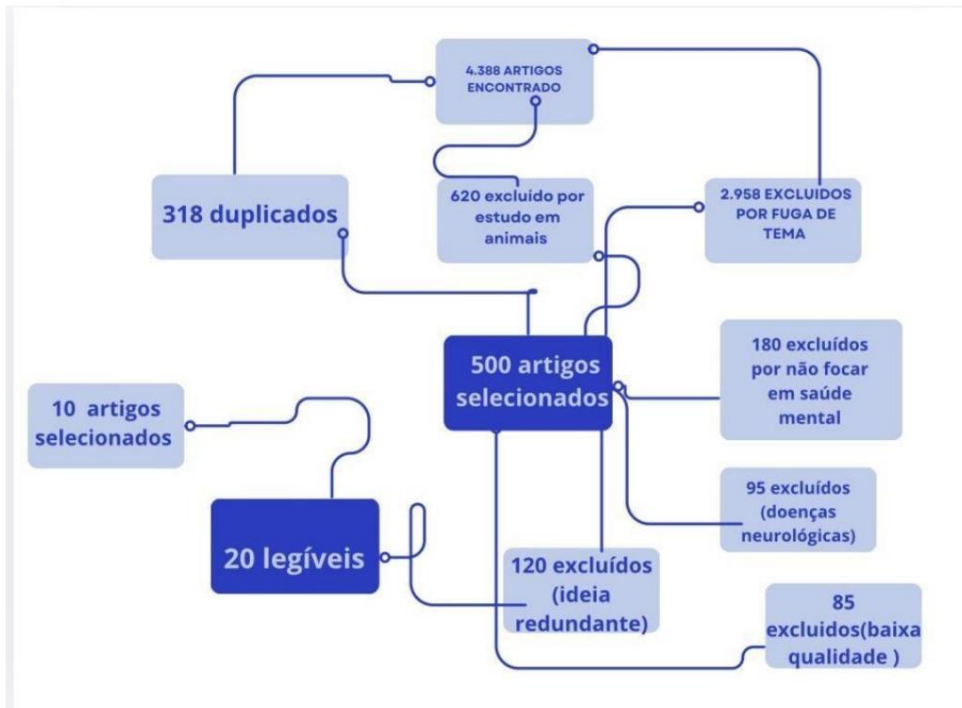 4.388 ARTIGOS
ENCONTRADO
318 duplicados
620 excluído por
estudo em
animais
2.958 EXCLUIDOS
POR FUGA DE
TEMA
500 artigos
selecionados
180 excluídos
por não focar
em saúde
mental
10 artigos
selecionados
95 excluídos
(doenças
neurológicas)
20 legíveis
120 excluídos
(ideia
redundante)
85
excluidos(baixa
qualidade )